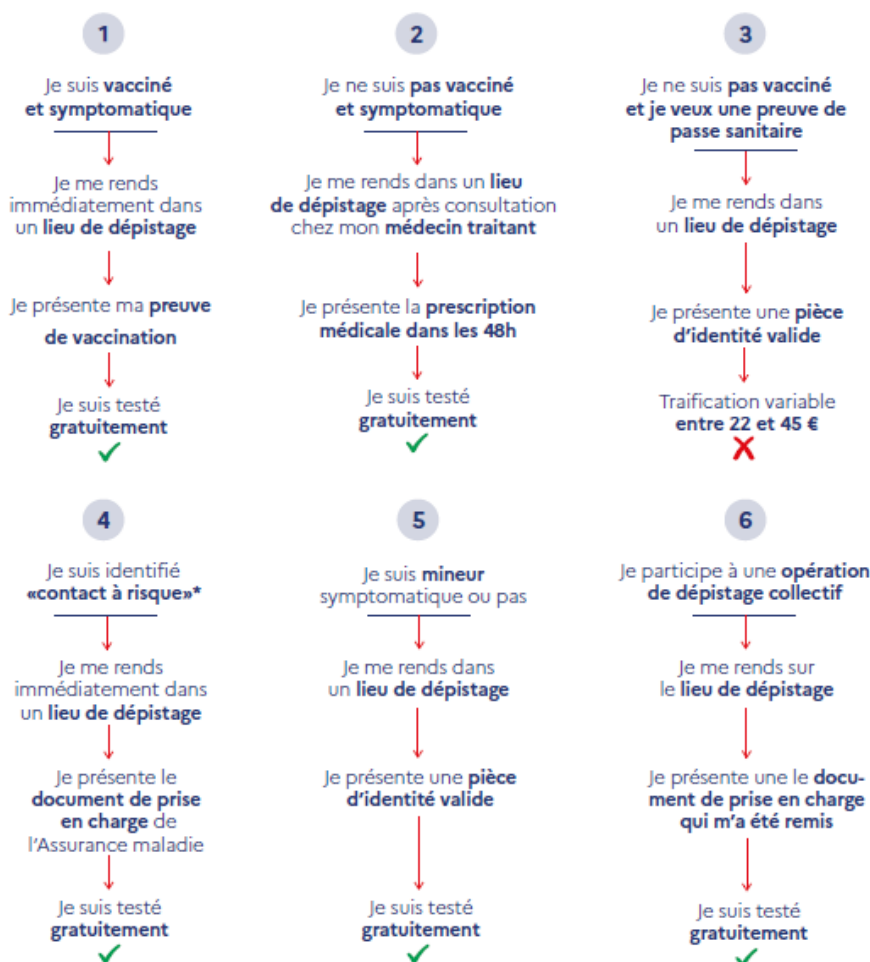 1
Je suis vacciné
et symptomatique
Je me rends
immédiatement dans
un lieu de dépistage
Je présente ma preuve
de vaccination
Je suis testé
gratuitement
2
Je ne suis pas vacciné
et symptomatique
Je me rends dans un lieu
de dépistage après consultation
chez mon médecin traitant
Je présente la prescription
médicale dans les 48h
Je suis testé
gratuitement
3
Je ne suis pas vacciné
et je veux une preuve de
passe sanitaire
Je me rends dans
un lieu de dépistage
Je présente une pièce
d'identité valide
Traification variable
entre 22 et 45 €
4
Je suis identifié
«contact à risque»*
Je me rends
immédiatement dans
un lieu de dépistage
Je présente le
document de prise
en charge de
l'Assurance maladie
Je suis testé
gratuitement
5
Je suis mineur
symptomatique ou pas
Je me rends dans
un lieu de dépistage
Je présente une pièce
d'identité valide
Je suis testé
gratuitement
6
Je participe à une opération
de dépistage collectif
Je me rends sur
le lieu de dépistage
Je présente une le docu-
ment de prise en charge
qui m'a été remis
Je suis testé
gratuitement